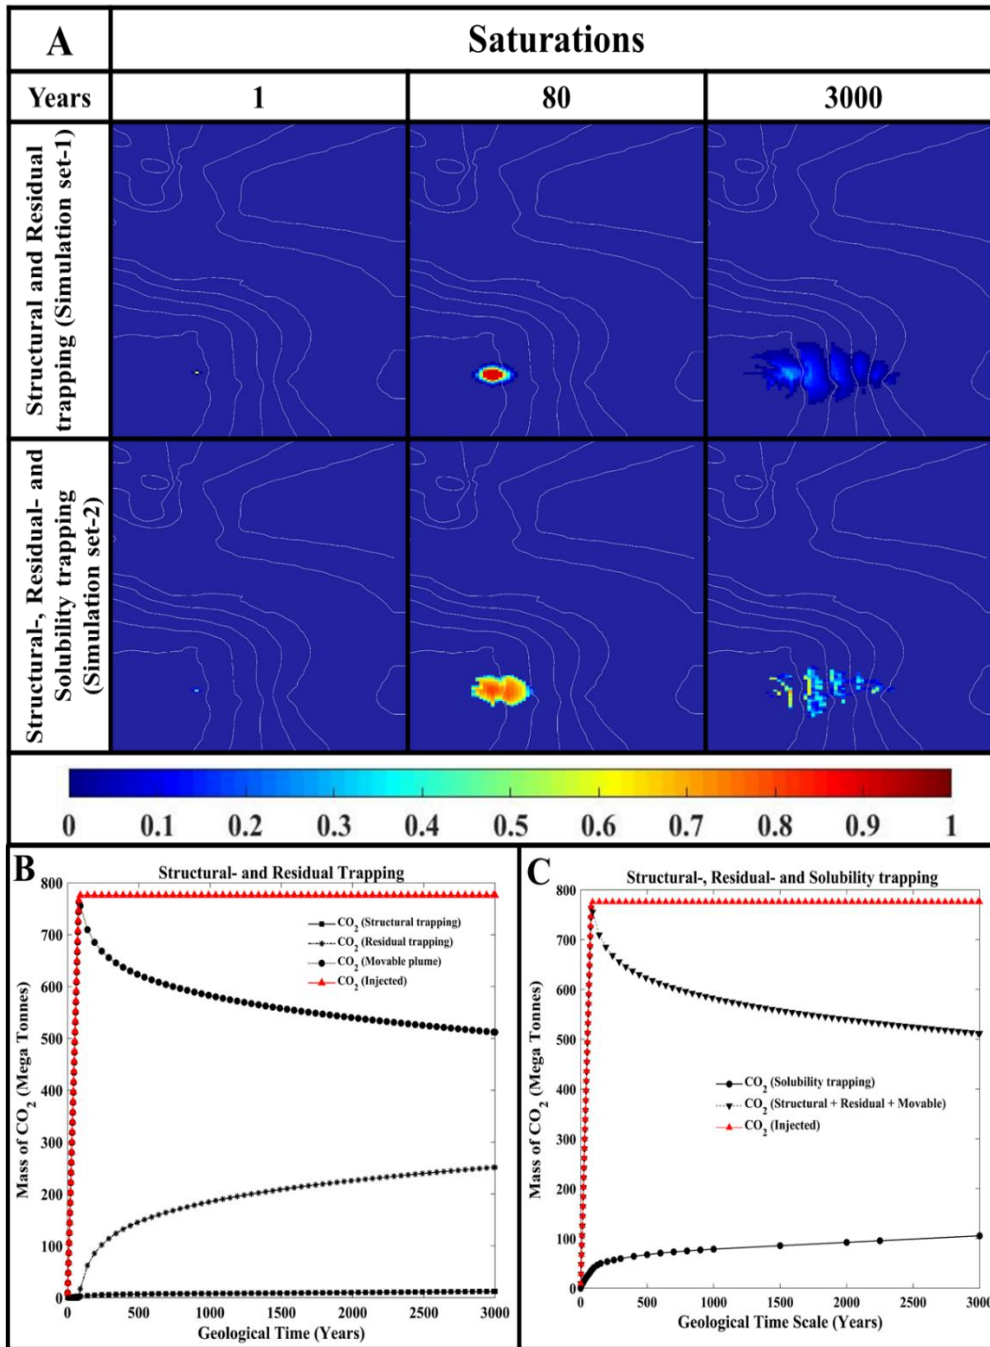 A
Saturations
Years
1
80
3000
Structural and Residual
trapping (Simulation set-1)
Structural-, Residual- and
Solubility trapping
(Simulation set-2)
0 0.1 0.2 0.3 0.4 0.5 0.6 0.7 0.8 0.9 1
B
Structural- and Residual Trapping
800
700
600
500
400
300
200
100
0
Mass of CO2 (Mega Tonnes)
CO2 (Structural trapping)
CO2 (Residual trapping)
CO2 (Movable plume)
CO2 (Injected)
0 500 1000 1500 2000 2500 3000
Geological Time (Years)
C
Structural-, Residual- and Solubility trapping
800
700
600
500
400
300
200
100
0
Mass of CO2 (Mega Tonnes)
CO2 (Solubility trapping)
CO2 (Structural + Residual + Movable)
CO2 (Injected)
0 500 1000 1500 2000 2500 3000
Geological Time Scale (Years)